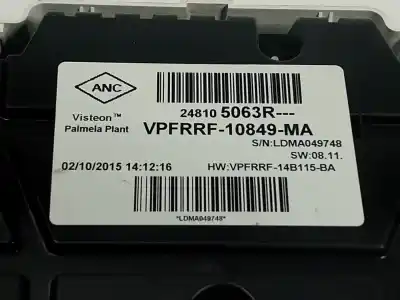 ANC
Visteon™
Palmela Plant
24810 5063R---
VPFRRF-10849-MA
S/N:LDMA049748
SW:08.11.
02/10/2015 14:12:16
HW:VPFRRF-14B115-BA
*LDMA049748*